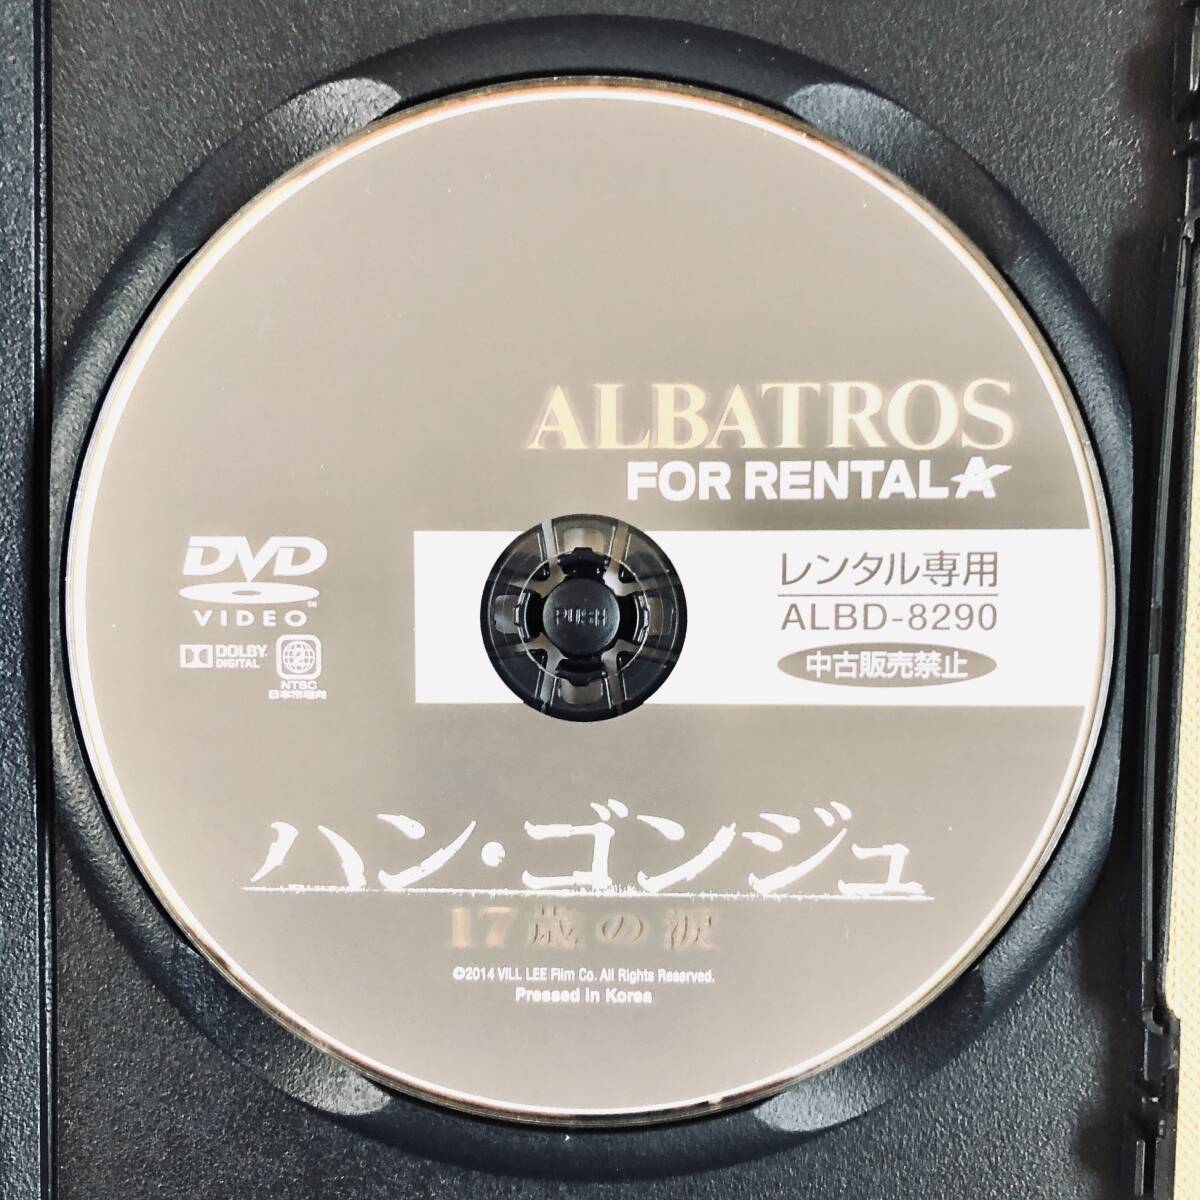 ALBATROS
FOR RENTAL
DVD
VIDEO
TM
DOLBY
DIGITAL
2
NTSC
日本市場向
PUSH
レンタル専用
ALBD-8290
中古販売禁止
ハン・ゴンジュ
17歳の涙
©2014 VILL LEE Film Co. All Rights Reserved.
Pressed in Korea